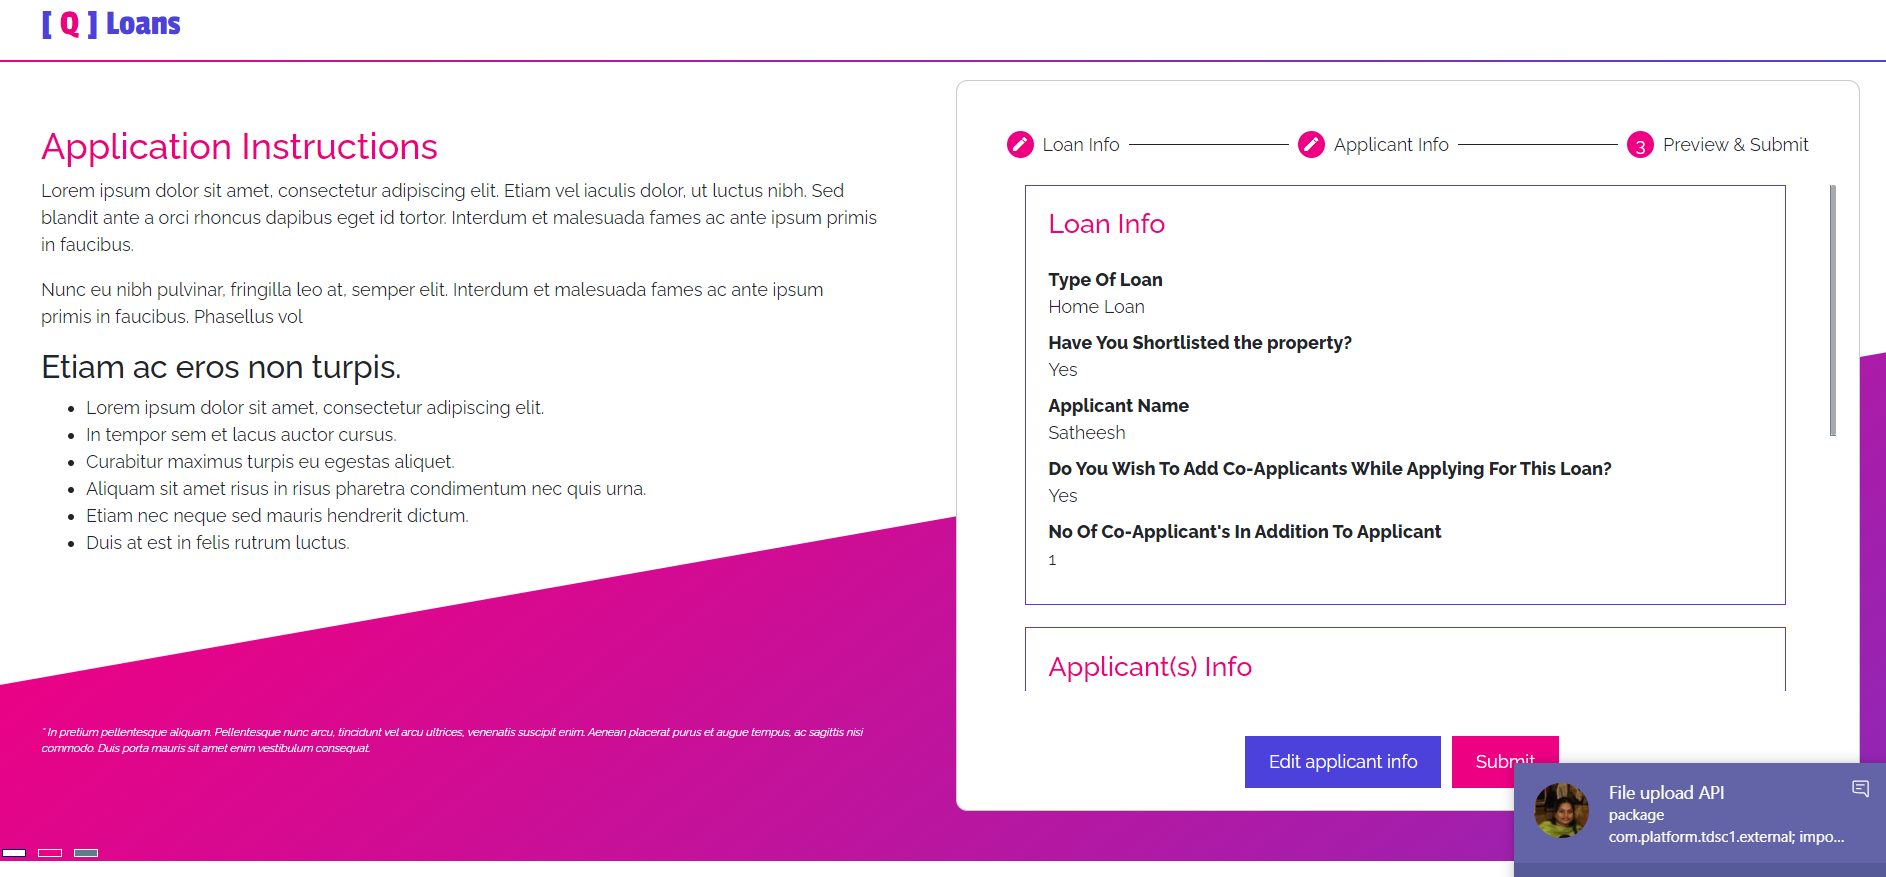 [ Q ] Loans
Application Instructions
Lorem ipsum dolor sit amet, consectetur adipiscing elit. Etiam vel iaculis dolor, ut luctus nibh. Sed
blandit ante a orci rhoncus dapibus eget id tortor. Interdum et malesuada fames ac ante ipsum primis
in faucibus.
Nunc eu nibh pulvinar, fringilla leo at, semper elit. Interdum et malesuada fames ac ante ipsum
primis in faucibus. Phasellus vol
Etiam ac eros non turpis.
• Lorem ipsum dolor sit amet, consectetur adipiscing elit.
• In tempor sem et lacus auctor cursus.
• Curabitur maximus turpis eu egestas aliquet.
• Aliquam sit amet risus in risus pharetra condimentum nec quis urna.
• Etiam nec neque sed mauris hendrerit dictum.
• Duis at est in felis rutrum luctus.
* In pretium pellentesque aliquam. Pellentesque nunc arcu, tincidunt vel arcu ultrices, venenatis suscipit enim. Aenean placerat purus et augue tempus, ac sagittis nisi
commodo. Duis porta mauris sit amet enim vestibulum consequat.
Loan Info
Applicant Info
3 Preview & Submit
Loan Info
Type Of Loan
Home Loan
Have You Shortlisted the property?
Yes
Applicant Name
Satheesh
Do You Wish To Add Co-Applicants While Applying For This Loan?
Yes
No Of Co-Applicant's In Addition To Applicant
1
Applicant(s) Info
Edit applicant info
Submit
File upload API
package
com.platform.tdsc1.external; impo...